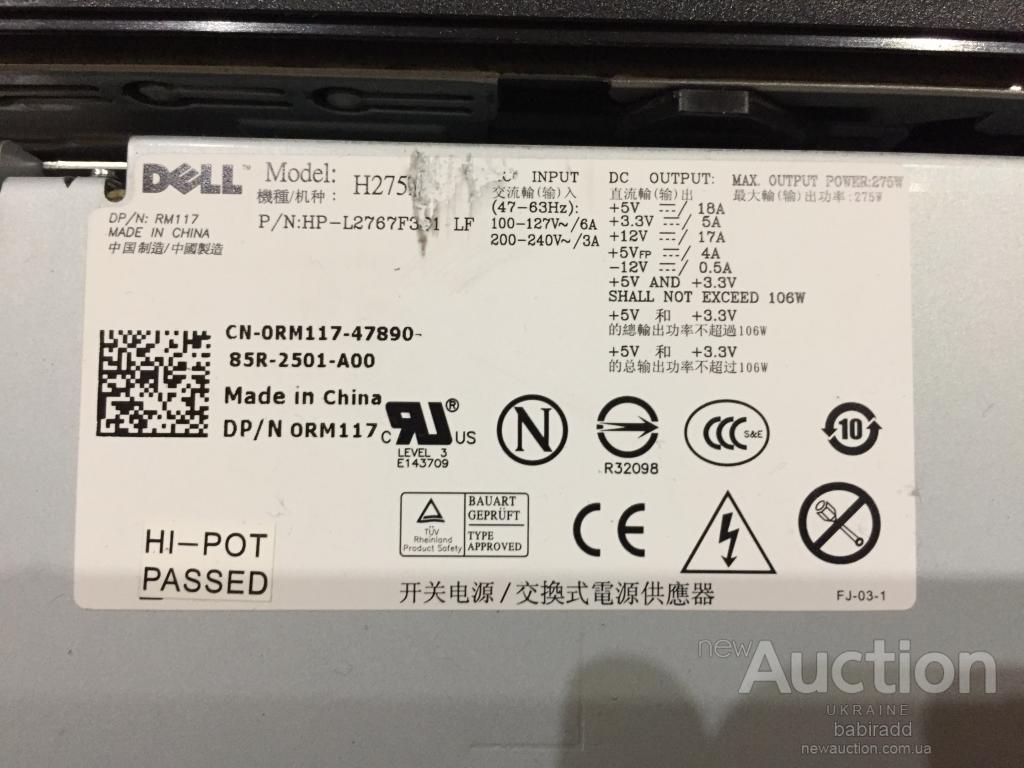 DELL™
Model:
機種/机种: H275
P/N:HP-L2767F3 1 LF
DP/N: RM117
MADE IN CHINA
中国制造/中國製造
INPUT
交流輸(输)入
(47-63Hz):
100-127V~/6A
200-240V~/3A
DC OUTPUT: MAX. OUTPUT POWER:275W
直流輸(输)出 最大輸(输)出功率:275W
+5V ⎓/ 18A
+3.3V ⎓/ 5A
+12V ⎓/ 17A
+5VFP ⎓/ 4A
-12V ⎓/ 0.5A
+5V AND +3.3V
SHALL NOT EXCEED 106W
+5V 和 +3.3V
的總輸出功率不超過106W
+5V 和 +3.3V
的总输出功率不超过106W
CN-0RM117-47890-
85R-2501-A00
Made in China
DP/N 0RM117
c RU ® US
LEVEL 3
E143709
N
R32098
CCC S&E
10
TÜV
Rheinland
Product Safety
BAUART
GEPRÜFT
TYPE
APPROVED
CE
HI-POT
PASSED
开关电源/交換式電源供應器
FJ-03-1
newAuction
UKRAINE
babiradd
newauction.com.ua